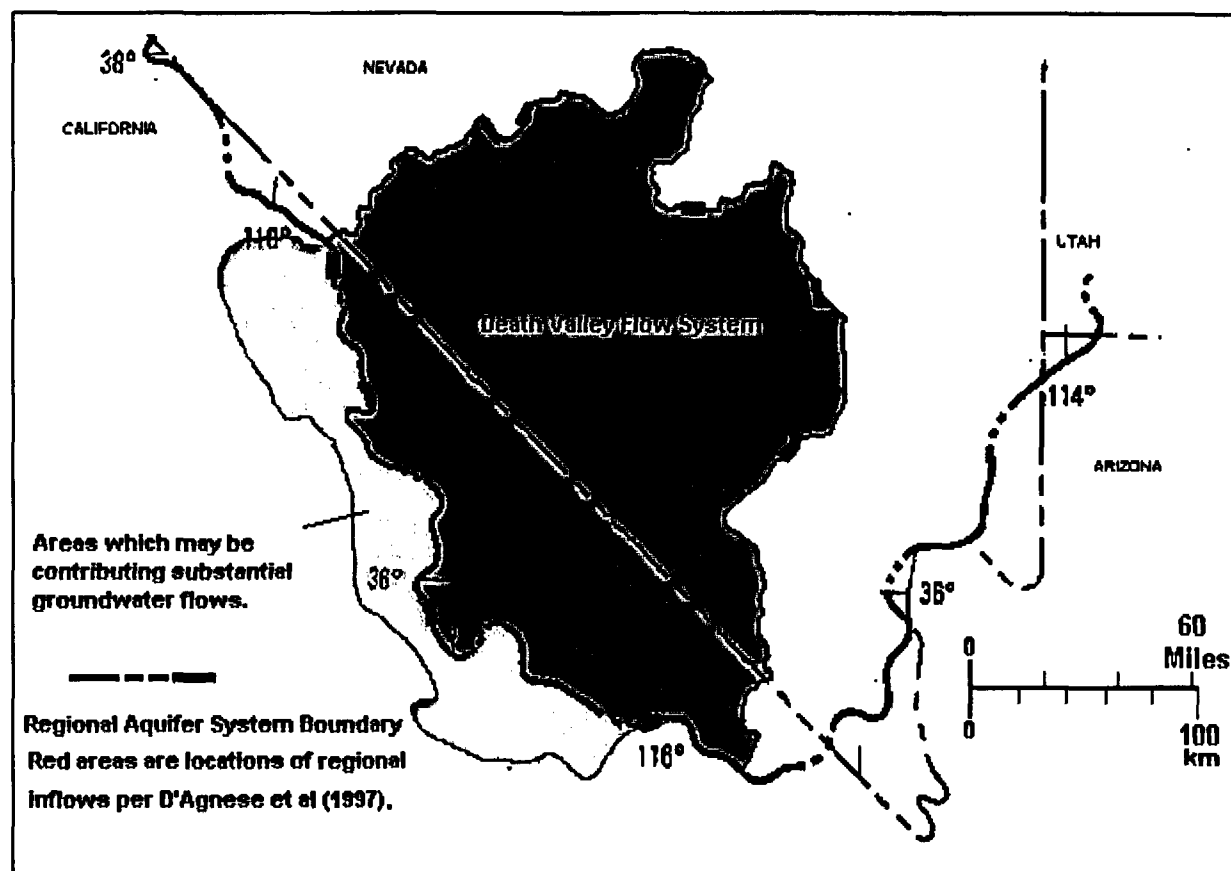 38°
NEVADA
CALIFORNIA
UTAH
Death Valley Flow System
114°
ARIZONA
Areas which may be
contributing substantial
groundwater flows.
36°
36°
60
Miles
0
0
100
km
Regional Aquifer System Boundary
Red areas are locations of regional
inflows per D'Agnese et al (1997).
116°